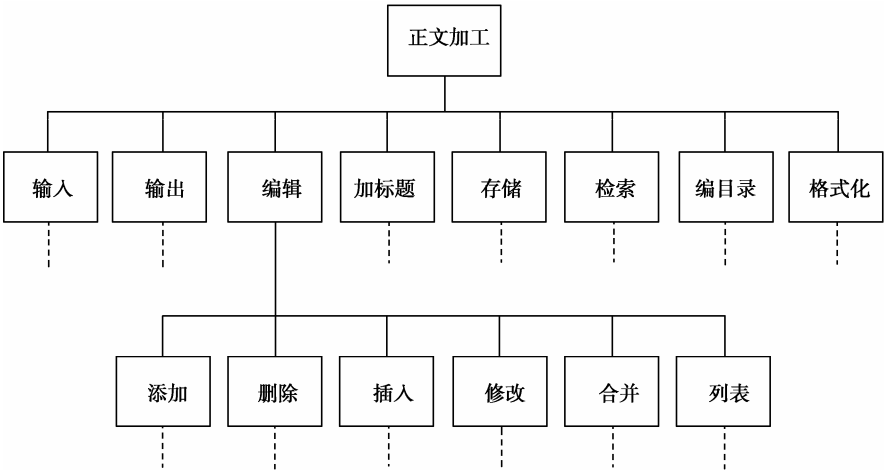 正文加工
输入
输出
编辑
加标题
存储
检索
编目录
格式化
添加
删除
插入
修改
合并
列表